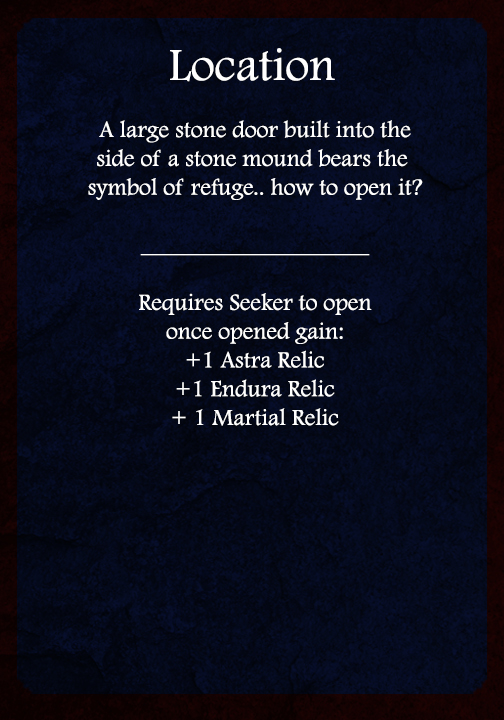 Location
A large stone door built into the
side of a stone mound bears the
symbol of refuge.. how to open it?
Requires Seeker to open
once opened gain:
+1 Astra Relic
+1 Endura Relic
+ 1 Martial Relic